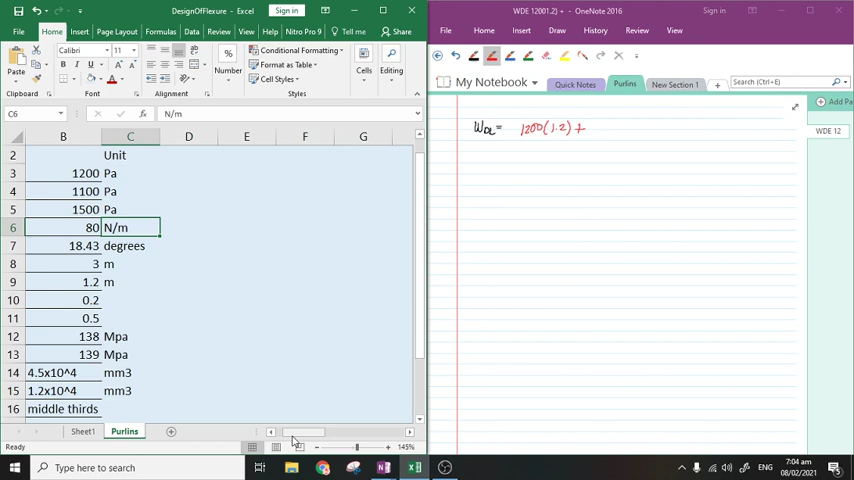 DesignOfFlexure - Excel
Sign in
File Home Insert Page Layout Formulas Data Review View Help Nitro Pro 9 Tell me Share
Paste
Calibri 11
B I U
Number
Conditional Formatting
Format as Table
Cell Styles
Cells
Editing
Clipboard Font Alignment Styles
C6 fx N/m
B C D E F G
2 Unit
3 1200 Pa
4 1100 Pa
5 1500 Pa
6 80 N/m
7 18.43 degrees
8 3 m
9 1.2 m
10 0.2
11 0.5
12 138 Mpa
13 139 Mpa
14 4.5x10^4 mm3
15 1.2x10^4 mm3
16 middle thirds
Sheet1 Purlins
Ready 145%
WDE 12001.2) + - OneNote 2016
Sign in
File Home Insert Draw History Review View
My Notebook Quick Notes Purlins New Section 1 + Search (Ctrl+E)
Add Pa
WDE 12
WDL = 1200(1.2) +
Type here to search
ENG
7:04 am
08/02/2021
5